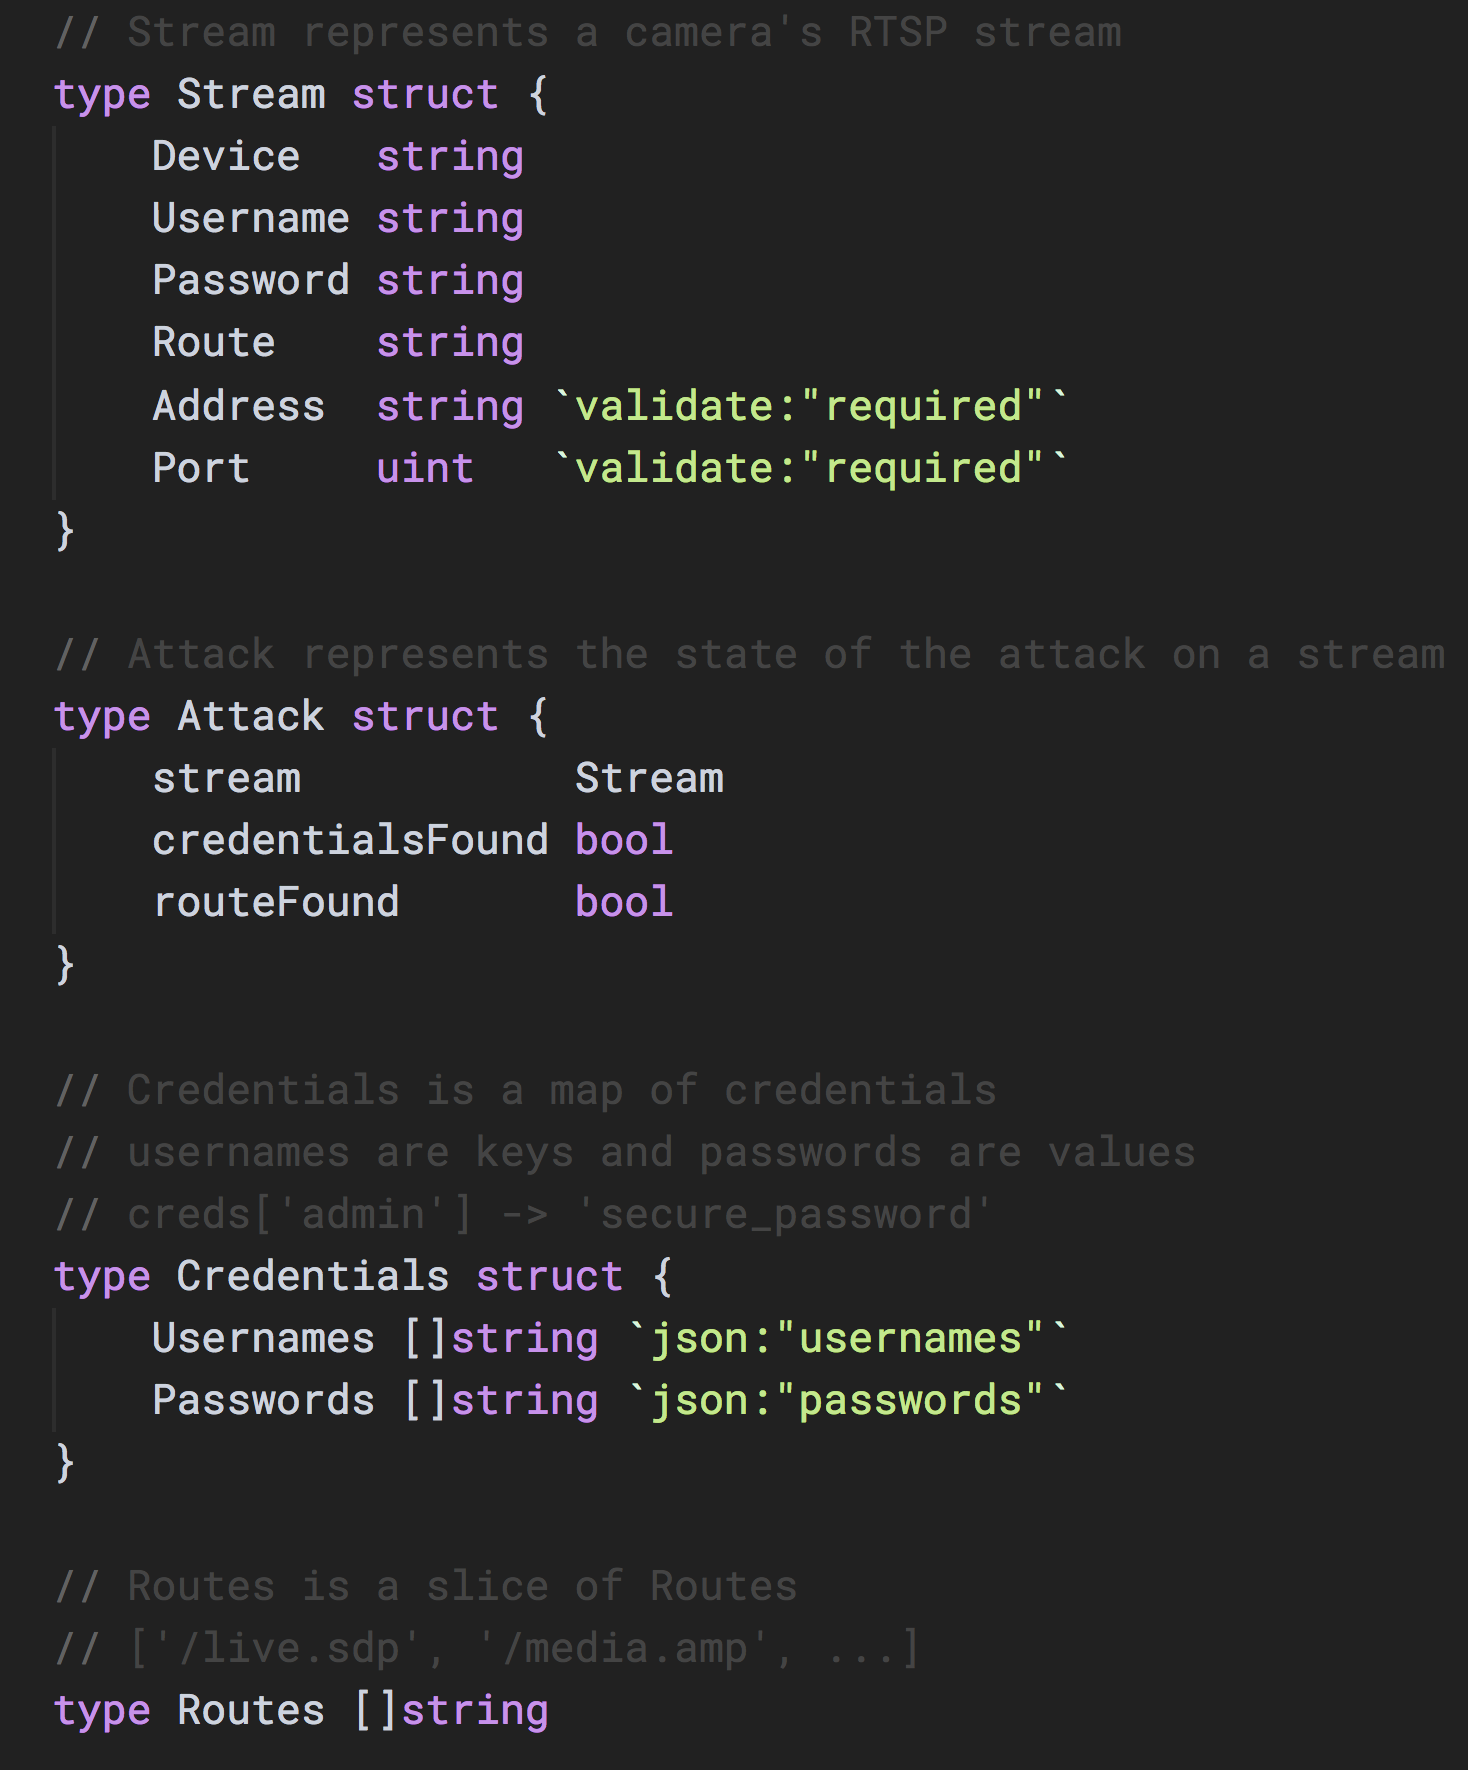 // Stream represents a camera's RTSP stream
type Stream struct {
    Device   string
    Username string
    Password string
    Route    string
    Address  string `validate:"required"`
    Port     uint   `validate:"required"`
}

// Attack represents the state of the attack on a stream
type Attack struct {
    stream           Stream
    credentialsFound bool
    routeFound       bool
}

// Credentials is a map of credentials
// usernames are keys and passwords are values
// creds['admin'] -> 'secure_password'
type Credentials struct {
    Usernames []string `json:"usernames"`
    Passwords []string `json:"passwords"`
}

// Routes is a slice of Routes
// ['/live.sdp', '/media.amp', ...]
type Routes []string